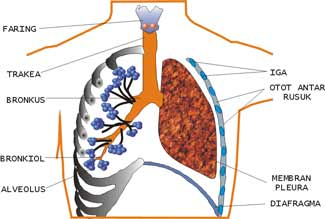 FARING
TRAKEA
BRONKUS
BRONKIOL
ALVEOLUS
IGA
OTOT ANTAR
RUSUK
MEMBRAN
PLEURA
DIAFRAGMA